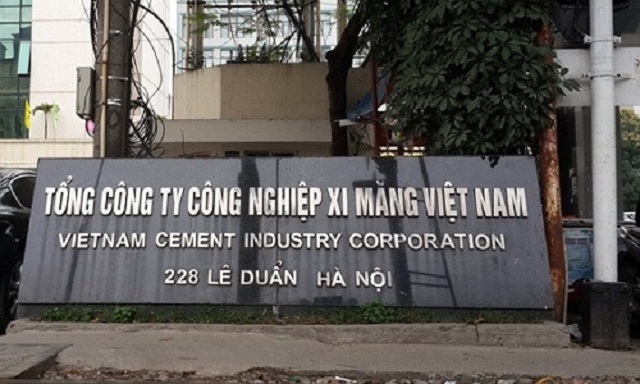 TỔNG CÔNG TY CÔNG NGHIỆP XI MĂNG VIỆT NAM
VIETNAM CEMENT INDUSTRY CORPORATION
228 LÊ DUẨN HÀ NỘI